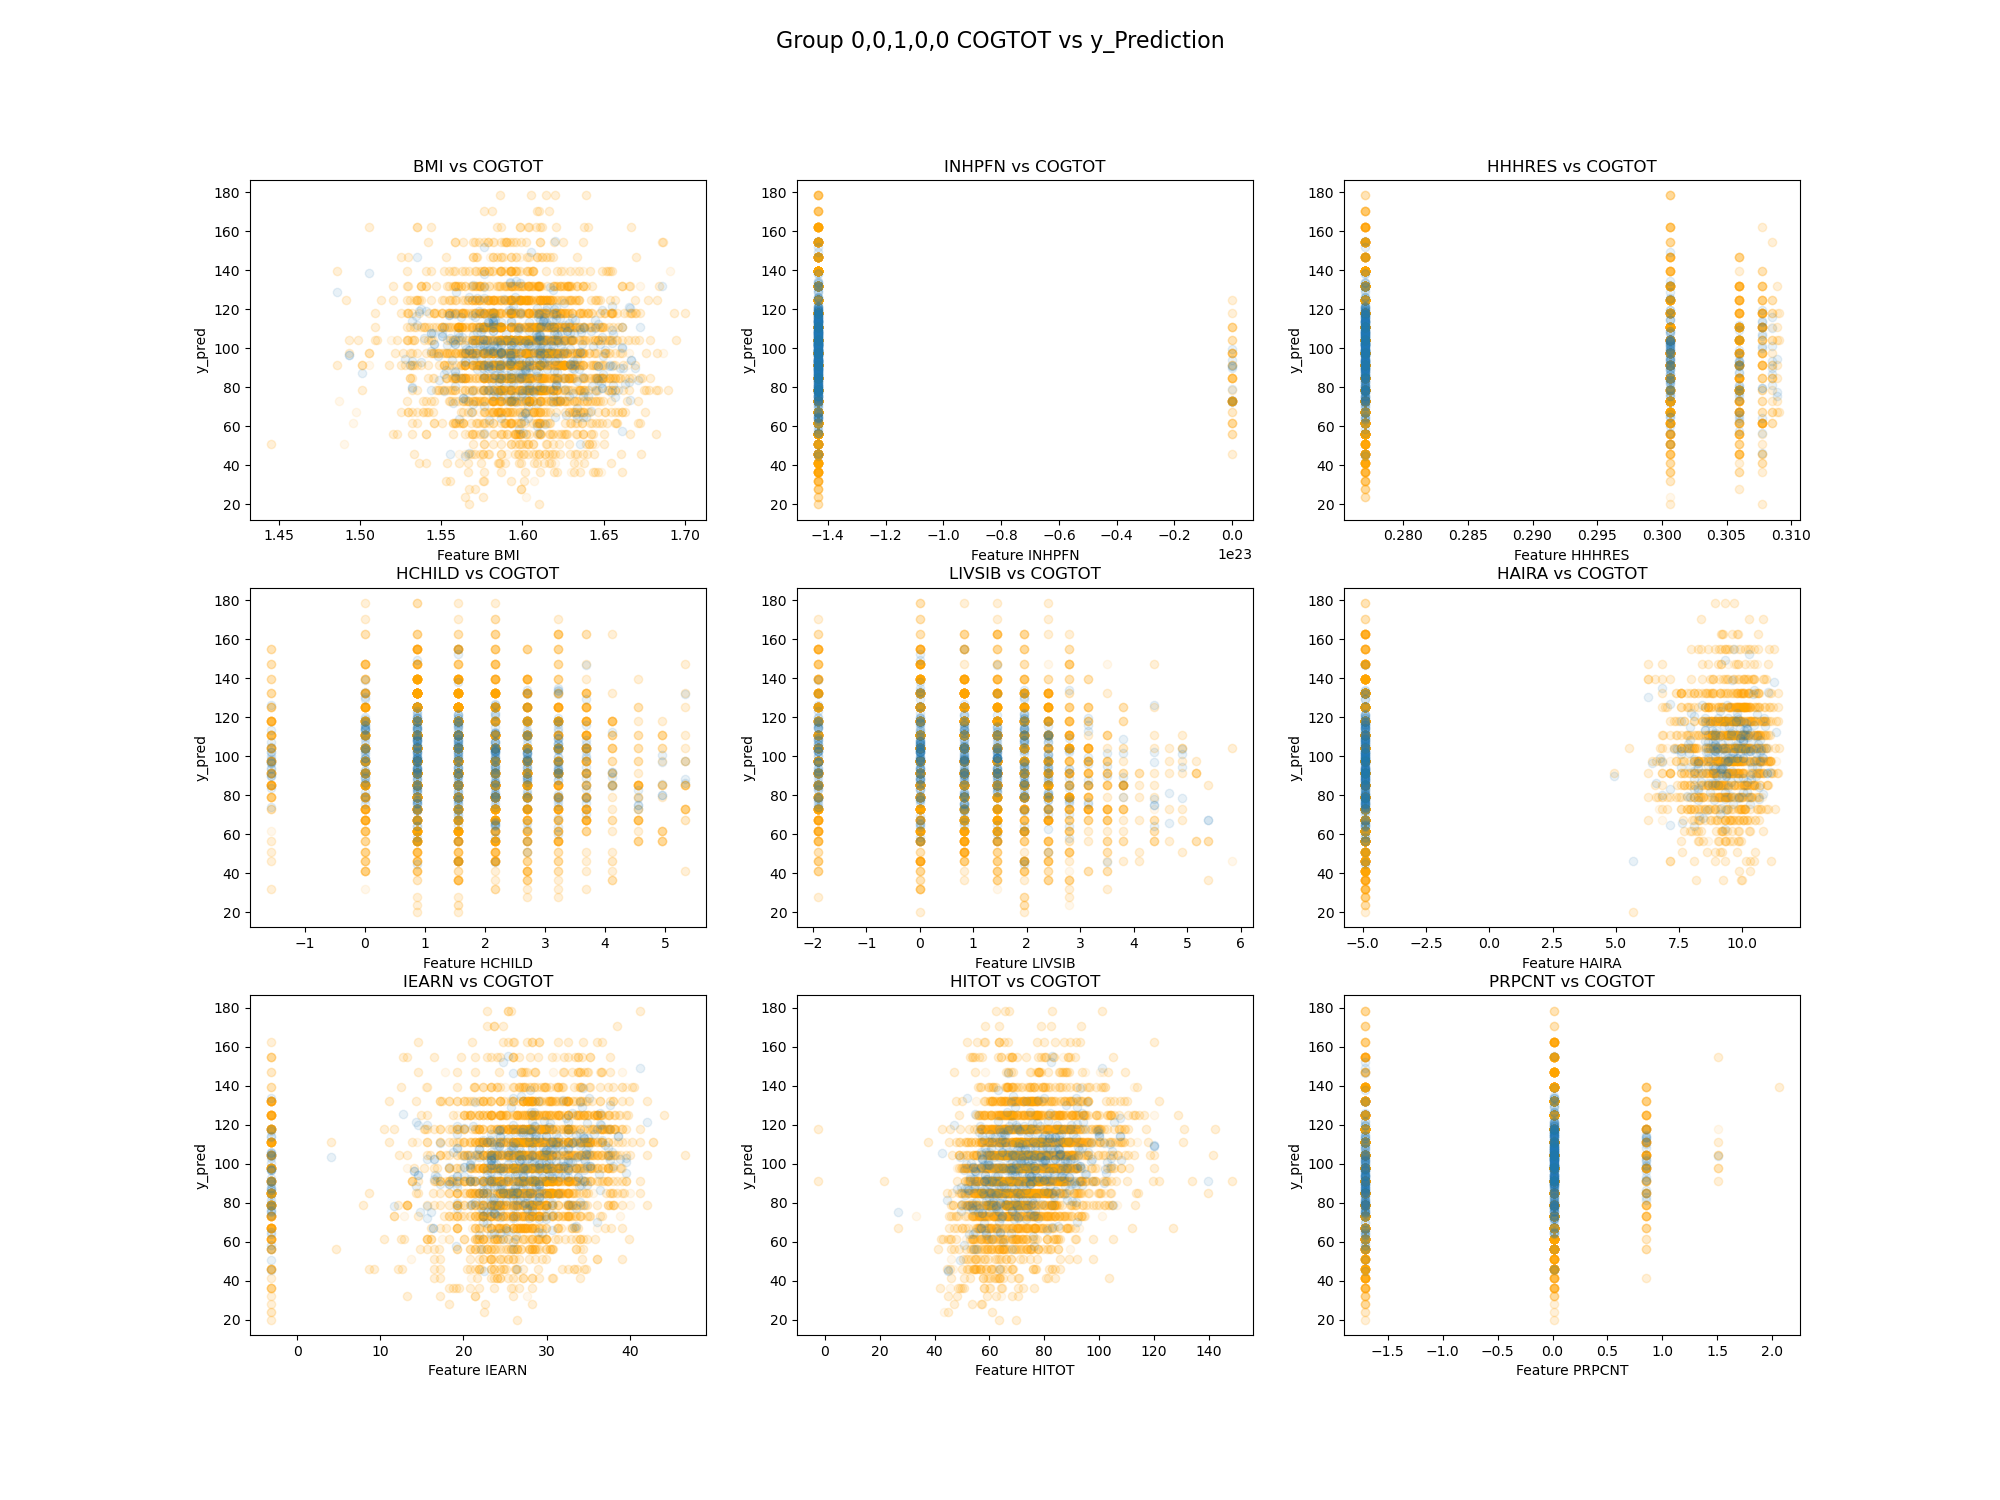 Group 0,0,1,0,0 COGTOT vs y_Prediction
BMI vs COGTOT
180
160
140
120
100
80
60
40
20
y_pred
1.45 1.50 1.55 1.60 1.65 1.70
Feature BMI
INHPFN vs COGTOT
180
160
140
120
100
80
60
40
20
y_pred
−1.4 −1.2 −1.0 −0.8 −0.6 −0.4 −0.2 0.0
1e23
Feature INHPFN
HHHRES vs COGTOT
180
160
140
120
100
80
60
40
20
y_pred
0.280 0.285 0.290 0.295 0.300 0.305 0.310
Feature HHHRES
HCHILD vs COGTOT
180
160
140
120
100
80
60
40
20
y_pred
−1 0 1 2 3 4 5
Feature HCHILD
LIVSIB vs COGTOT
180
160
140
120
100
80
60
40
20
y_pred
−2 −1 0 1 2 3 4 5 6
Feature LIVSIB
HAIRA vs COGTOT
180
160
140
120
100
80
60
40
20
y_pred
−5.0 −2.5 0.0 2.5 5.0 7.5 10.0
Feature HAIRA
IEARN vs COGTOT
180
160
140
120
100
80
60
40
20
y_pred
0 10 20 30 40
Feature IEARN
HITOT vs COGTOT
180
160
140
120
100
80
60
40
20
y_pred
0 20 40 60 80 100 120 140
Feature HITOT
PRPCNT vs COGTOT
180
160
140
120
100
80
60
40
20
y_pred
−1.5 −1.0 −0.5 0.0 0.5 1.0 1.5 2.0
Feature PRPCNT